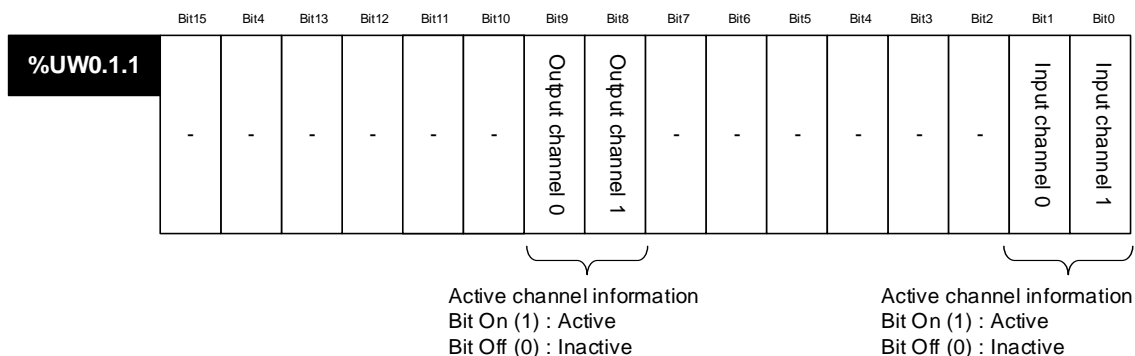 Bit15 Bit4 Bit13 Bit12 Bit11 Bit10 Bit9 Bit8 Bit7 Bit6 Bit5 Bit4 Bit3 Bit2 Bit1 Bit0
%UW0.1.1
- - - - - - Output channel 0 Output channel 1 - - - - - - Input channel 0 Input channel 1
Active channel information
Bit On (1) : Active
Bit Off (0) : Inactive
Active channel information
Bit On (1) : Active
Bit Off (0) : Inactive